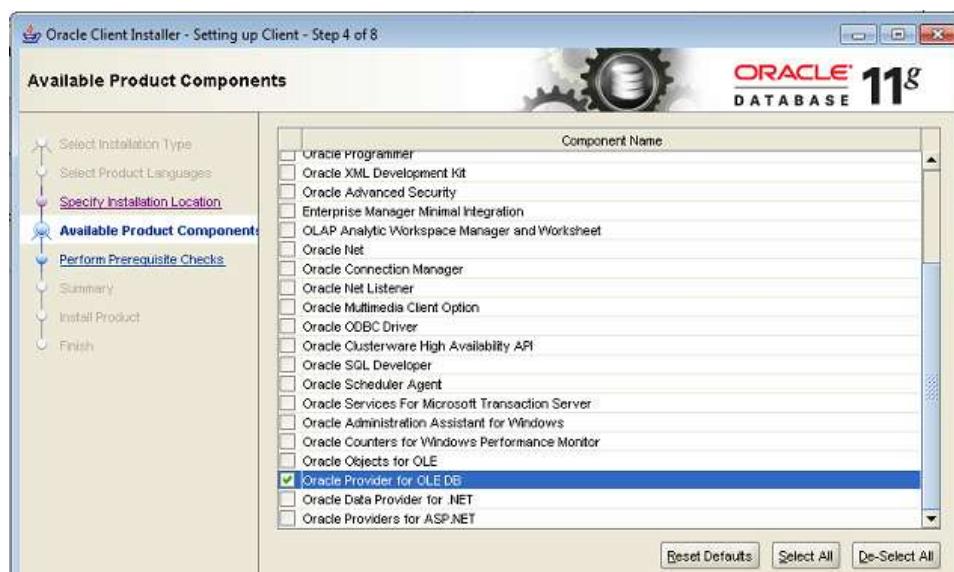 Oracle Client Installer - Setting up Client - Step 4 of 8
Available Product Components
ORACLE
DATABASE
11g
Select Installation Type
Select Product Languages
Specify Installation Location
Available Product Components
Perform Prerequisite Checks
Summary
Install Product
Finish
Component Name
Oracle Programmer
Oracle XML Development Kit
Oracle Advanced Security
Enterprise Manager Minimal Integration
OLAP Analytic Workspace Manager and Worksheet
Oracle Net
Oracle Connection Manager
Oracle Net Listener
Oracle Multimedia Client Option
Oracle ODBC Driver
Oracle Clusterware High Availability API
Oracle SQL Developer
Oracle Scheduler Agent
Oracle Services For Microsoft Transaction Server
Oracle Administration Assistant for Windows
Oracle Counters for Windows Performance Monitor
Oracle Objects for OLE
Oracle Provider for OLE DB
Oracle Data Provider for .NET
Oracle Providers for ASP.NET
Reset Defaults
Select All
De-Select All